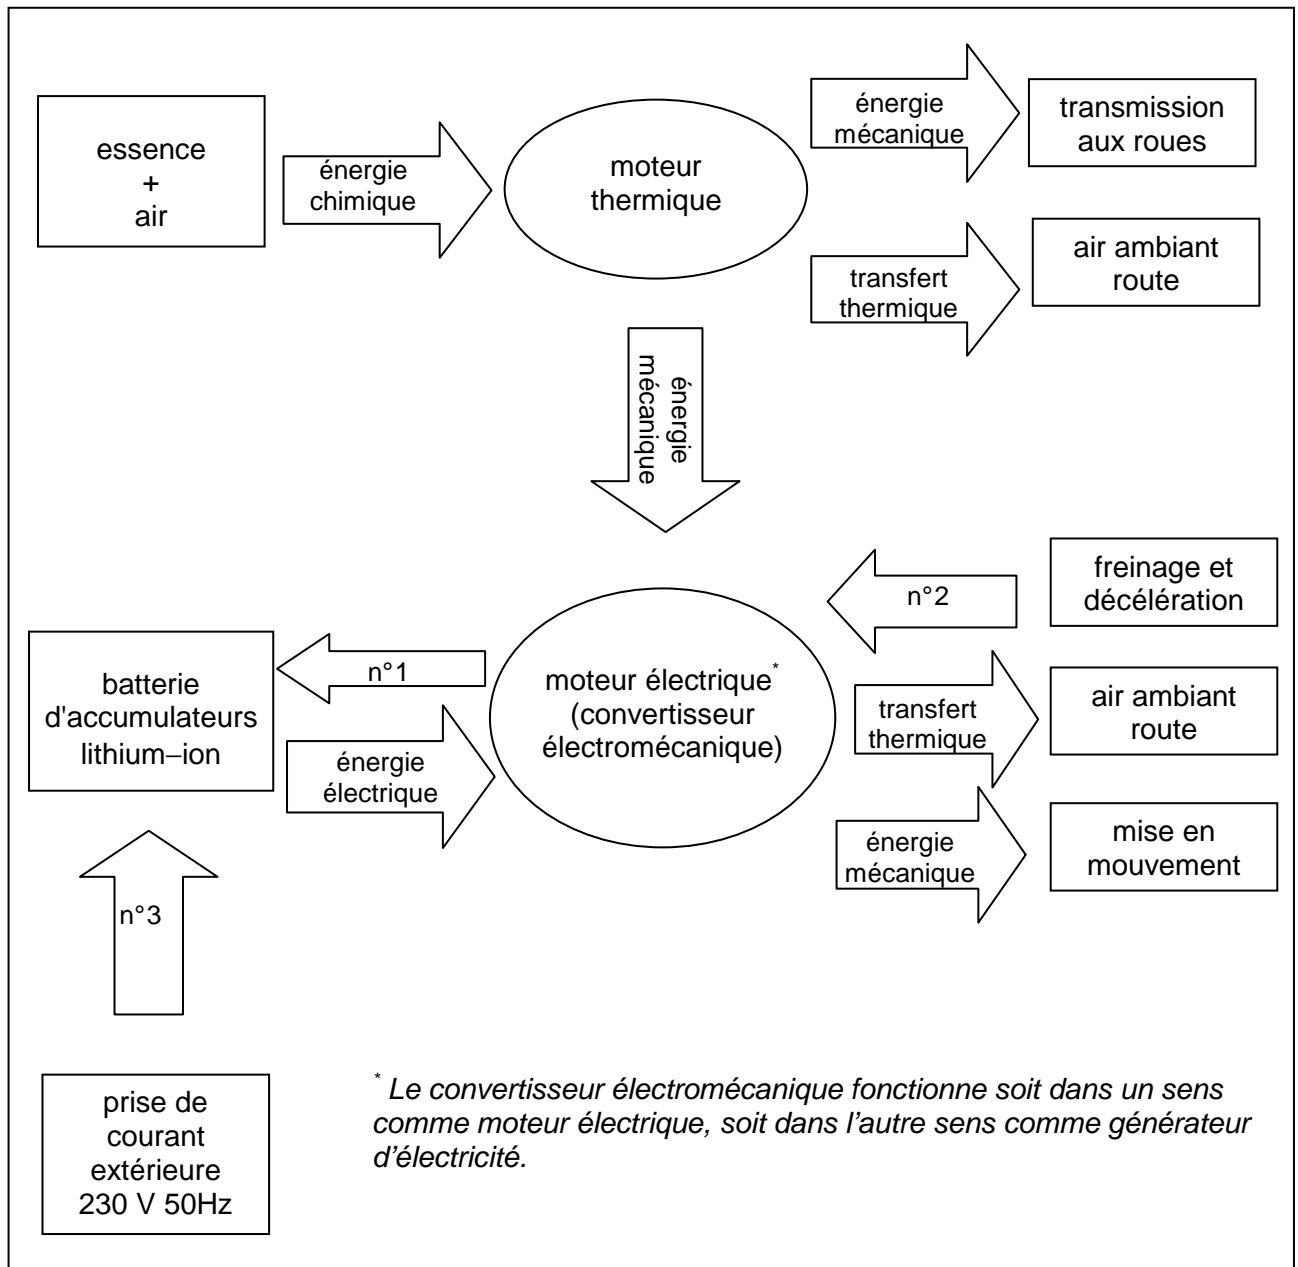 essence
+
air
énergie
chimique
moteur
thermique
énergie
mécanique
transmission
aux roues
transfert
thermique
air ambiant
route
énergie
mécanique
freinage et
décélération
n°2
batterie
d'accumulateurs
lithium–ion
n°1
énergie
électrique
moteur électrique*
(convertisseur
électromécanique)
transfert
thermique
air ambiant
route
énergie
mécanique
mise en
mouvement
n°3
prise de
courant
extérieure
230 V 50Hz
* Le convertisseur électromécanique fonctionne soit dans un sens
comme moteur électrique, soit dans l'autre sens comme générateur
d'électricité.